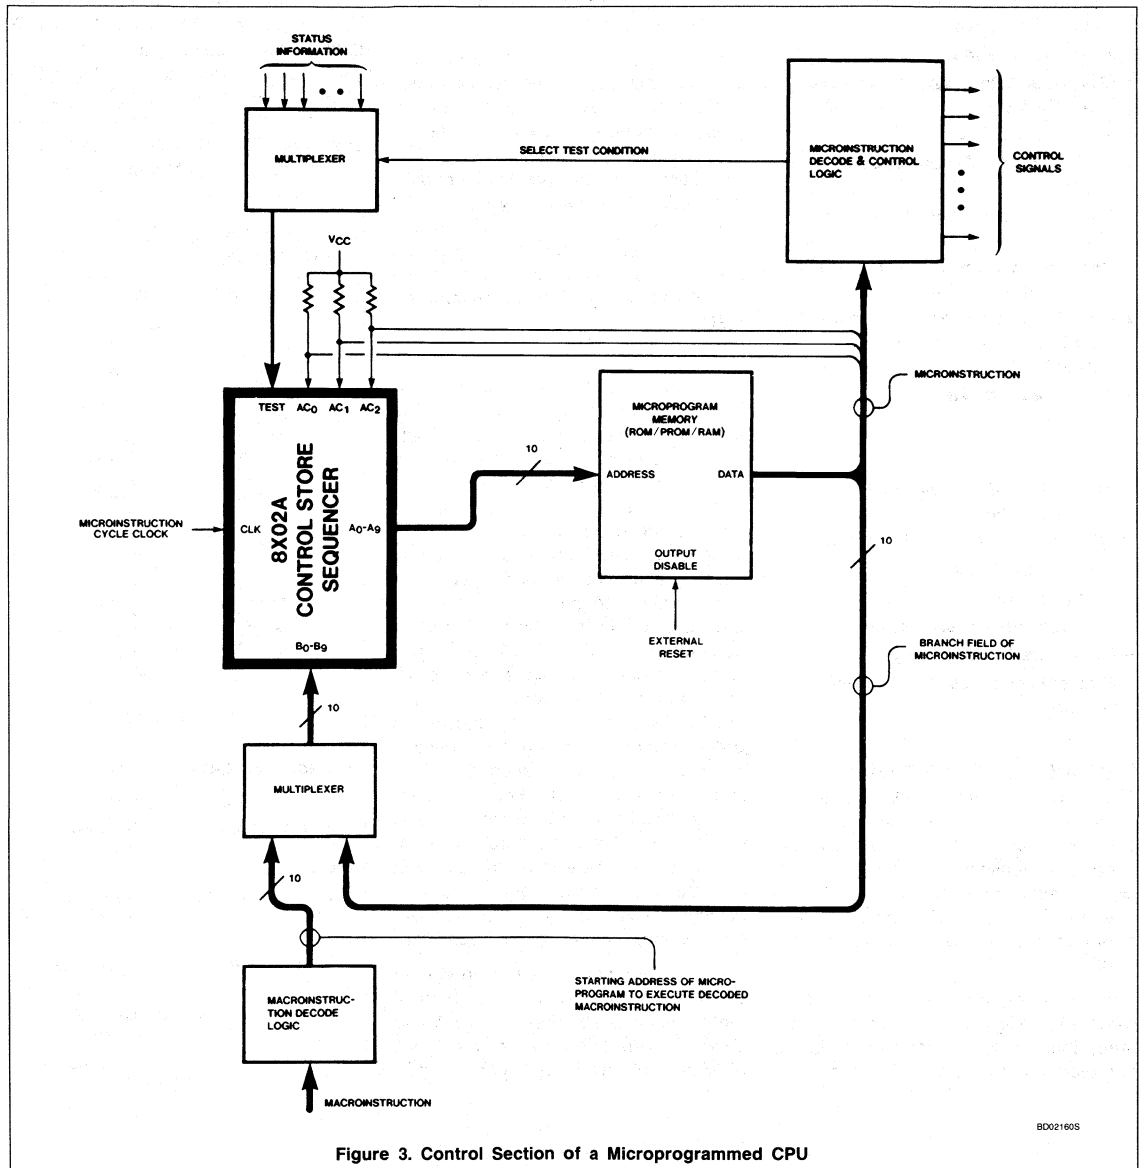 STATUS
INFORMATION
MULTIPLEXER
SELECT TEST CONDITION
MICROINSTRUCTION
DECODE & CONTROL
LOGIC
CONTROL
SIGNALS
VCC
MICROINSTRUCTION
TEST AC0 AC1 AC2
MICROPROGRAM
MEMORY
(ROM/PROM/RAM)
10
ADDRESS DATA
MICROINSTRUCTION
CYCLE CLOCK
CLK
8X02A
CONTROL STORE
SEQUENCER
A0-A9
10
OUTPUT
DISABLE
EXTERNAL
RESET
B0-B9
BRANCH FIELD OF
MICROINSTRUCTION
10
MULTIPLEXER
10
STARTING ADDRESS OF MICRO-
PROGRAM TO EXECUTE DECODED
MACROINSTRUCTION
MACROINSTRUC-
TION DECODE
LOGIC
MACROINSTRUCTION
BD02160S
Figure 3. Control Section of a Microprogrammed CPU